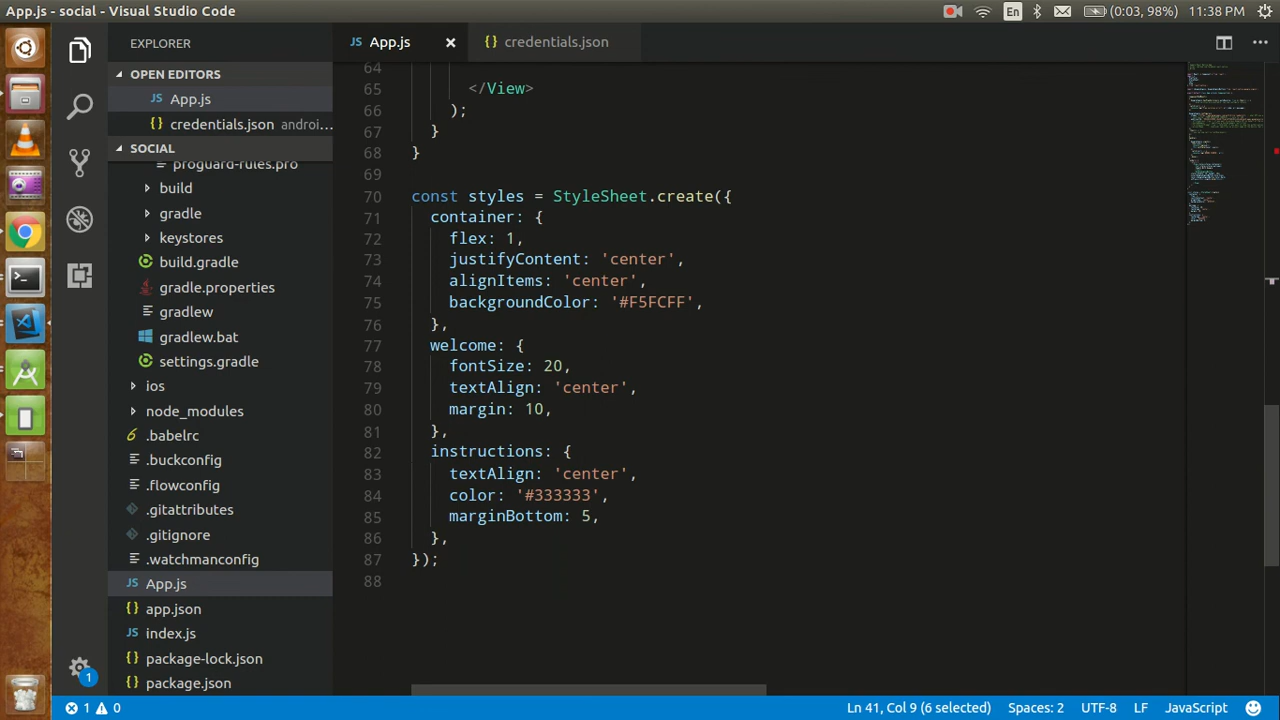 App.js - social - Visual Studio Code
En
(0:03, 98%)
11:38 PM
EXPLORER
OPEN EDITORS
App.js
credentials.json androi...
SOCIAL
proguard-rules.pro
build
gradle
keystores
build.gradle
gradle.properties
gradlew
gradlew.bat
settings.gradle
ios
node_modules
.babelrc
.buckconfig
.flowconfig
.gitattributes
.gitignore
.watchmanconfig
App.js
app.json
index.js
package-lock.json
package.json
1
App.js
credentials.json
64
65 </View>
66 );
67 }
68 }
69
70 const styles = StyleSheet.create({
71 container: {
72 flex: 1,
73 justifyContent: 'center',
74 alignItems: 'center',
75 backgroundColor: '#F5FCFF',
76 },
77 welcome: {
78 fontSize: 20,
79 textAlign: 'center',
80 margin: 10,
81 },
82 instructions: {
83 textAlign: 'center',
84 color: '#333333',
85 marginBottom: 5,
86 },
87 });
88
1 0
Ln 41, Col 9 (6 selected)
Spaces: 2
UTF-8
LF
JavaScript